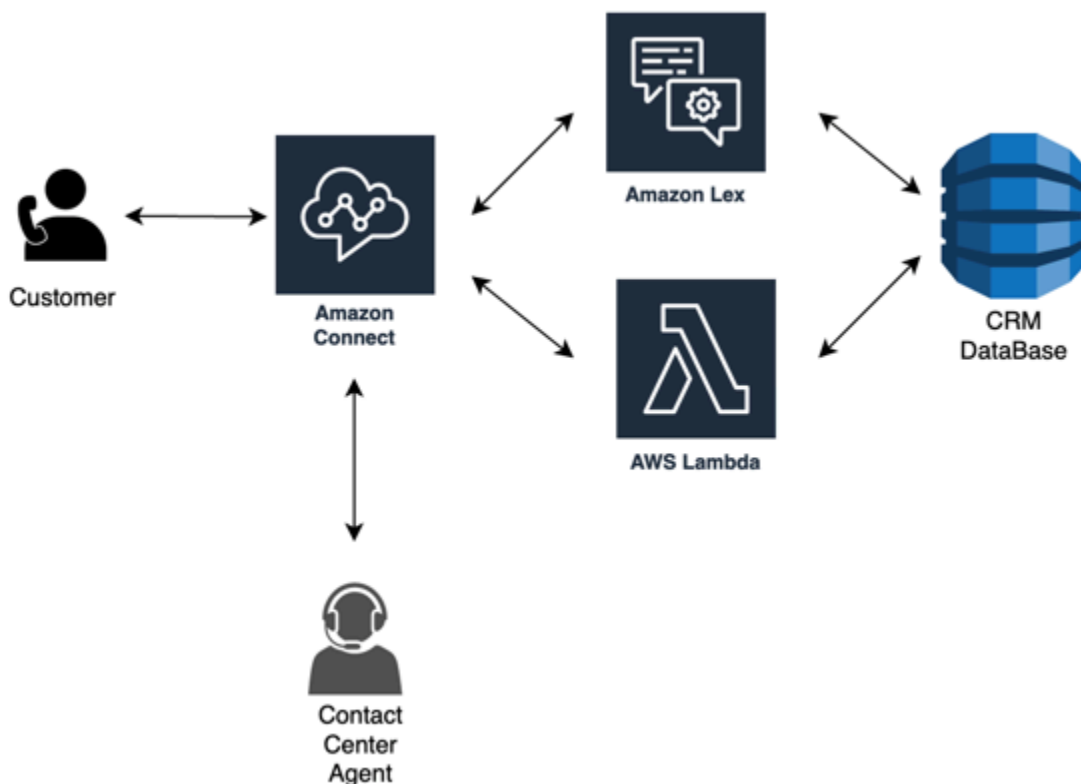 Amazon Lex
Customer
Amazon
Connect
CRM
DataBase
AWS Lambda
Contact
Center
Agent